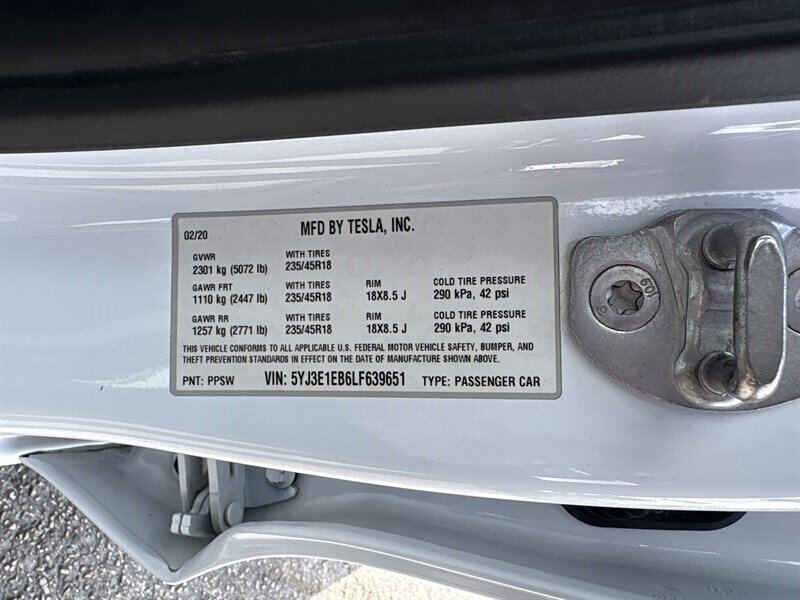 02/20 MFD BY TESLA, INC.
GVWR WITH TIRES
2301 kg (5072 lb) 235/45R18
GAWR FRT WITH TIRES RIM COLD TIRE PRESSURE
1110 kg (2447 lb) 235/45R18 18X8.5 J 290 kPa, 42 psi
GAWR RR WITH TIRES RIM COLD TIRE PRESSURE
1257 kg (2771 lb) 235/45R18 18X8.5 J 290 kPa, 42 psi
THIS VEHICLE CONFORMS TO ALL APPLICABLE U.S. FEDERAL MOTOR VEHICLE SAFETY, BUMPER, AND
THEFT PREVENTION STANDARDS IN EFFECT ON THE DATE OF MANUFACTURE SHOWN ABOVE.
PNT: PPSW VIN: 5YJ3E1EB6LF639651 TYPE: PASSENGER CAR